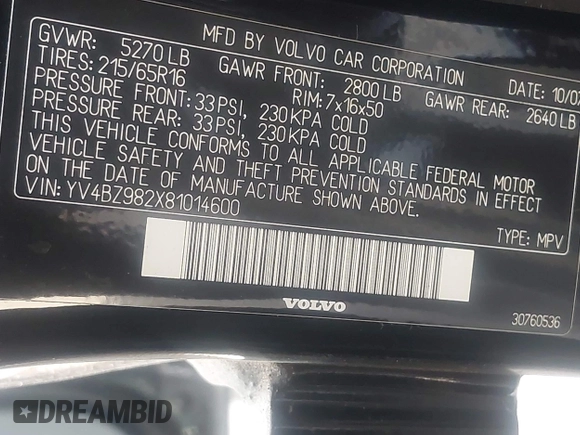 MFD BY VOLVO CAR CORPORATION
GVWR: 5270 LB GAWR FRONT: 2800 LB GAWR REAR: 2640 LB DATE: 10/07
TIRES: 215/65R16 RIM: 7x16x50
PRESSURE FRONT: 33 PSI, 230 KPA COLD
PRESSURE REAR: 33 PSI, 230 KPA COLD
THIS VEHICLE CONFORMS TO ALL APPLICABLE FEDERAL MOTOR
VEHICLE SAFETY AND THEFT PREVENTION STANDARDS IN EFFECT
ON THE DATE OF MANUFACTURE SHOWN ABOVE.
VIN: YV4BZ982X81014600 TYPE: MPV
VOLVO
30760536
DREAMBID